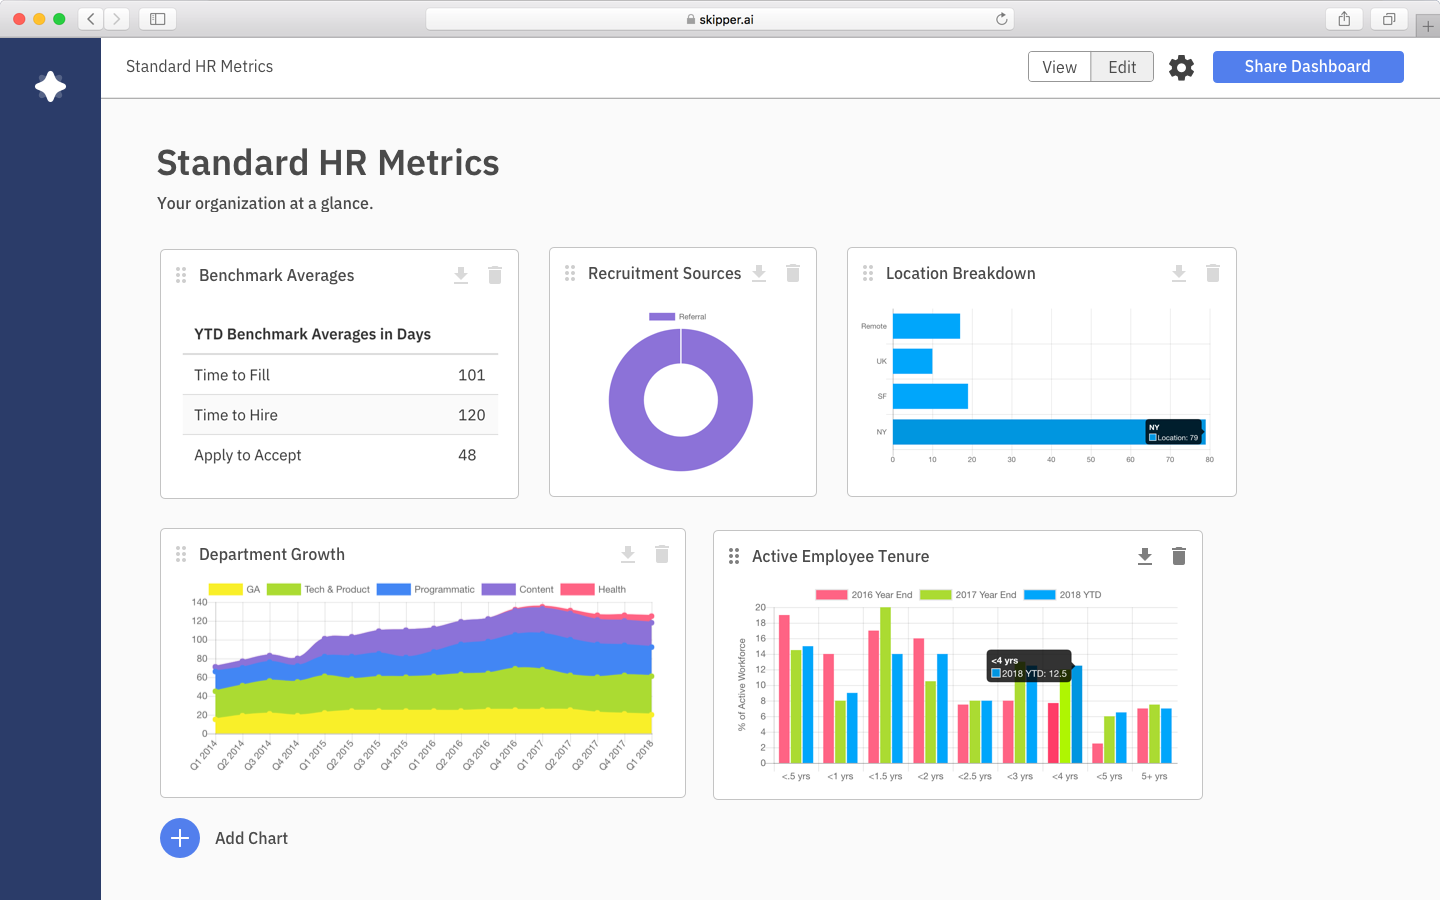 skipper.ai
Standard HR Metrics
View Edit Share Dashboard
Standard HR Metrics
Your organization at a glance.
Benchmark Averages
YTD Benchmark Averages in Days
Time to Fill 101
Time to Hire 120
Apply to Accept 48
Recruitment Sources
Referral
Location Breakdown
Remote
UK
SF
NY
NY
Location: 79
0 10 20 30 40 50 60 70 80
Department Growth
GA Tech & Product Programmatic Content Health
140
120
100
80
60
40
20
0
Q1 2014 Q2 2014 Q3 2014 Q4 2014 Q1 2015 Q2 2015 Q3 2015 Q4 2015 Q1 2016 Q2 2016 Q3 2016 Q4 2016 Q1 2017 Q2 2017 Q3 2017 Q4 2017 Q1 2018
Active Employee Tenure
2016 Year End 2017 Year End 2018 YTD
% of Active Workforce
20
18
16
14
12
10
8
6
4
2
0
<4 yrs
2018 YTD: 12.5
<.5 yrs <1 yrs <1.5 yrs <2 yrs <2.5 yrs <3 yrs <4 yrs <5 yrs 5+ yrs
Add Chart